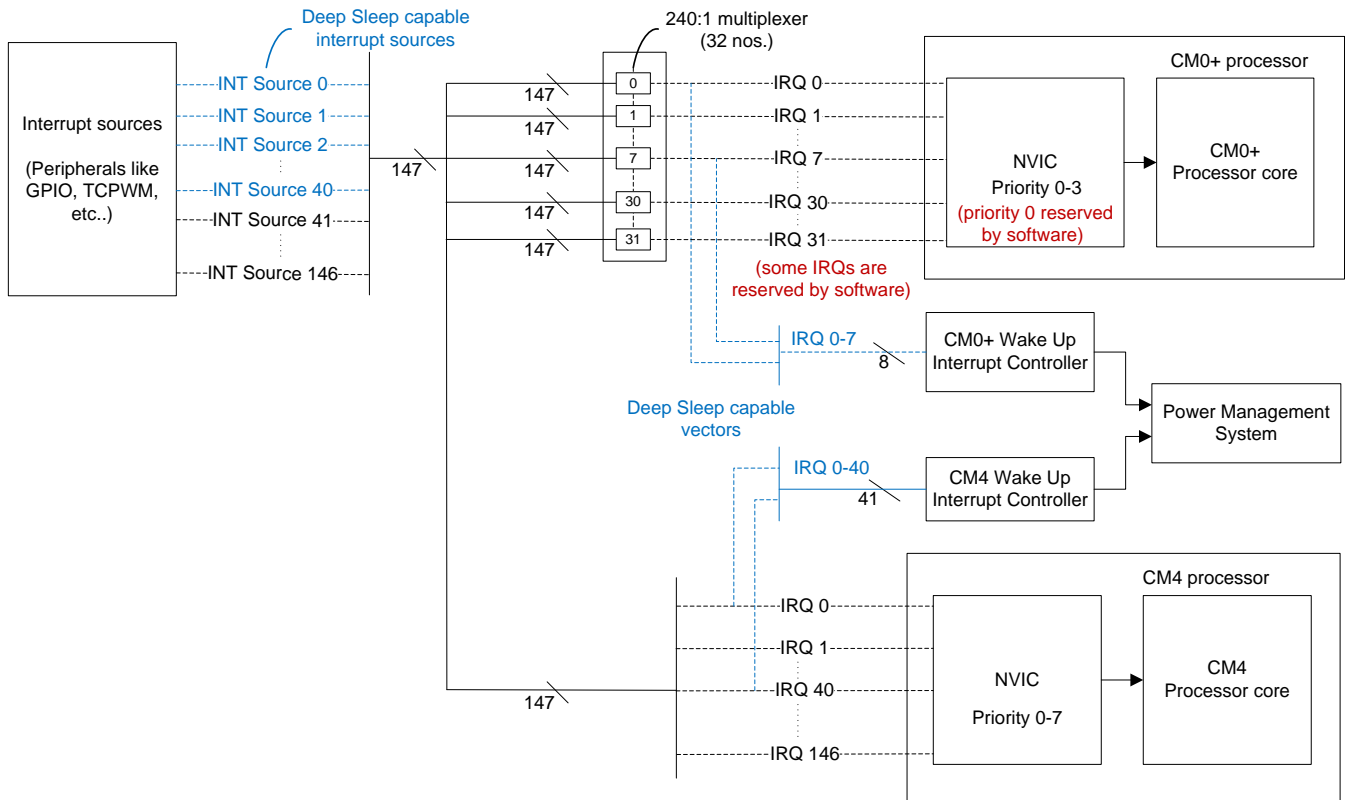 Deep Sleep capable
interrupt sources
240:1 multiplexer
(32 nos.)
Interrupt sources
(Peripherals like
GPIO, TCPWM,
etc..)
INT Source 0
INT Source 1
INT Source 2
INT Source 40
INT Source 41
INT Source 146
147
147
147
147
147
147
0
1
7
30
31
IRQ 0
IRQ 1
IRQ 7
IRQ 30
IRQ 31
(some IRQs are
reserved by software)
CM0+ processor
NVIC
Priority 0-3
(priority 0 reserved
by software)
CM0+
Processor core
IRQ 0-7
8
CM0+ Wake Up
Interrupt Controller
Deep Sleep capable
vectors
Power Management
System
IRQ 0-40
41
CM4 Wake Up
Interrupt Controller
147
IRQ 0
IRQ 1
IRQ 40
IRQ 146
CM4 processor
NVIC
Priority 0-7
CM4
Processor core